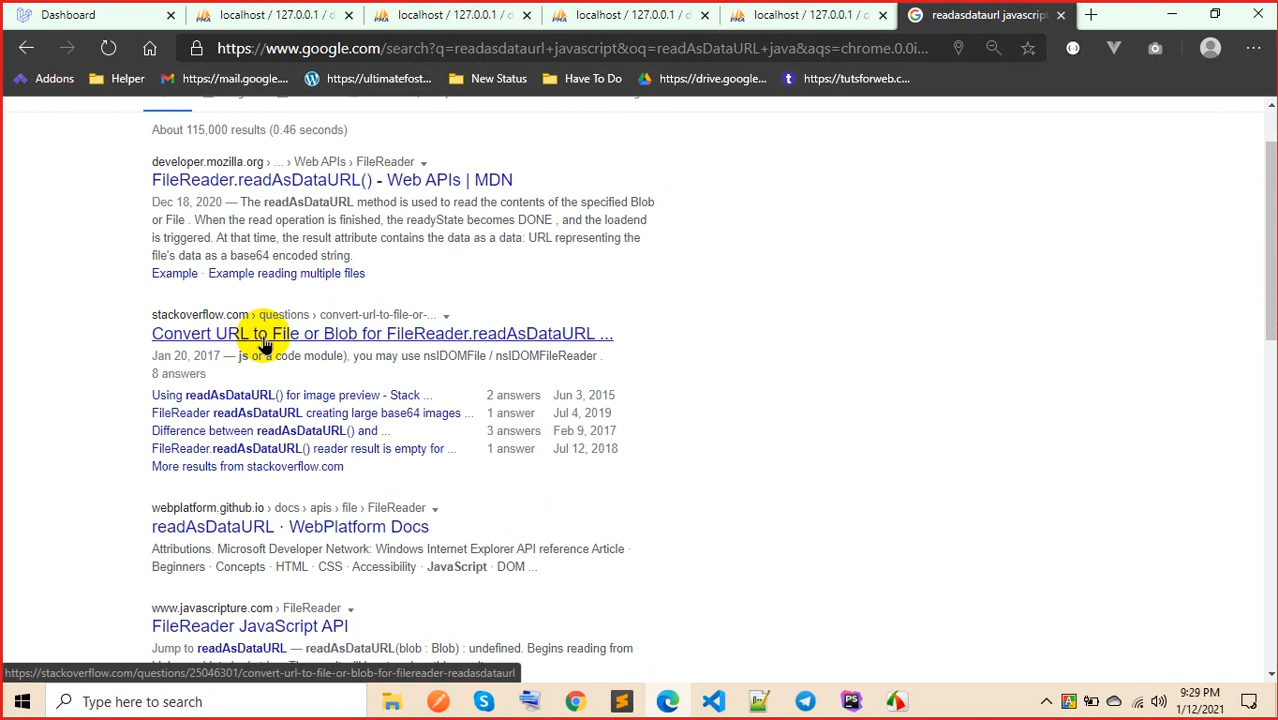 Dashboard
localhost / 127.0.0.1 / d
localhost / 127.0.0.1 / d
localhost / 127.0.0.1 / d
localhost / 127.0.0.1 / d
readasdataurl javascript
https://www.google.com/search?q=readasdataurl+javascript&oq=readAsDataURL+java&aqs=chrome.0.0i...
Addons
Helper
https://mail.google....
https://ultimatefost...
New Status
Have To Do
https://drive.google...
https://tutsforweb.c...
About 115,000 results (0.46 seconds)
developer.mozilla.org › ... › Web APIs › FileReader
FileReader.readAsDataURL() - Web APIs | MDN
Dec 18, 2020 — The readAsDataURL method is used to read the contents of the specified Blob
or File . When the read operation is finished, the readyState becomes DONE , and the loadend
is triggered. At that time, the result attribute contains the data as a data: URL representing the
file's data as a base64 encoded string.
Example · Example reading multiple files
stackoverflow.com › questions › convert-url-to-file-or-...
Convert URL to File or Blob for FileReader.readAsDataURL ...
Jan 20, 2017 — js or a code module), you may use nsIDOMFile / nsIDOMFileReader .
8 answers
Using readAsDataURL() for image preview - Stack ... 2 answers Jun 3, 2015
FileReader readAsDataURL creating large base64 images ... 1 answer Jul 4, 2019
Difference between readAsDataURL() and ... 3 answers Feb 9, 2017
FileReader.readAsDataURL() reader result is empty for ... 1 answer Jul 12, 2018
More results from stackoverflow.com
webplatform.github.io › docs › apis › file › FileReader
readAsDataURL · WebPlatform Docs
Attributions. Microsoft Developer Network: Windows Internet Explorer API reference Article ·
Beginners · Concepts · HTML · CSS · Accessibility · JavaScript · DOM ...
www.javascripture.com › FileReader
FileReader JavaScript API
Jump to readAsDataURL — readAsDataURL(blob : Blob) : undefined. Begins reading from
https://stackoverflow.com/questions/25046301/convert-url-to-file-or-blob-for-filereader-readasdataurl
Type here to search
9:29 PM
1/12/2021